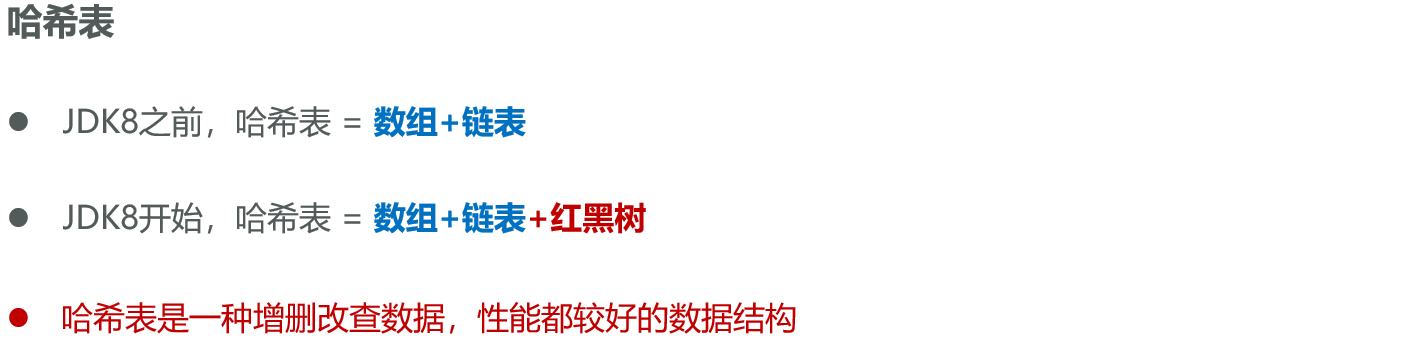 哈希表
● JDK8之前，哈希表 = 数组+链表
● JDK8开始，哈希表 = 数组+链表+红黑树
● 哈希表是一种增删改查数据，性能都较好的数据结构